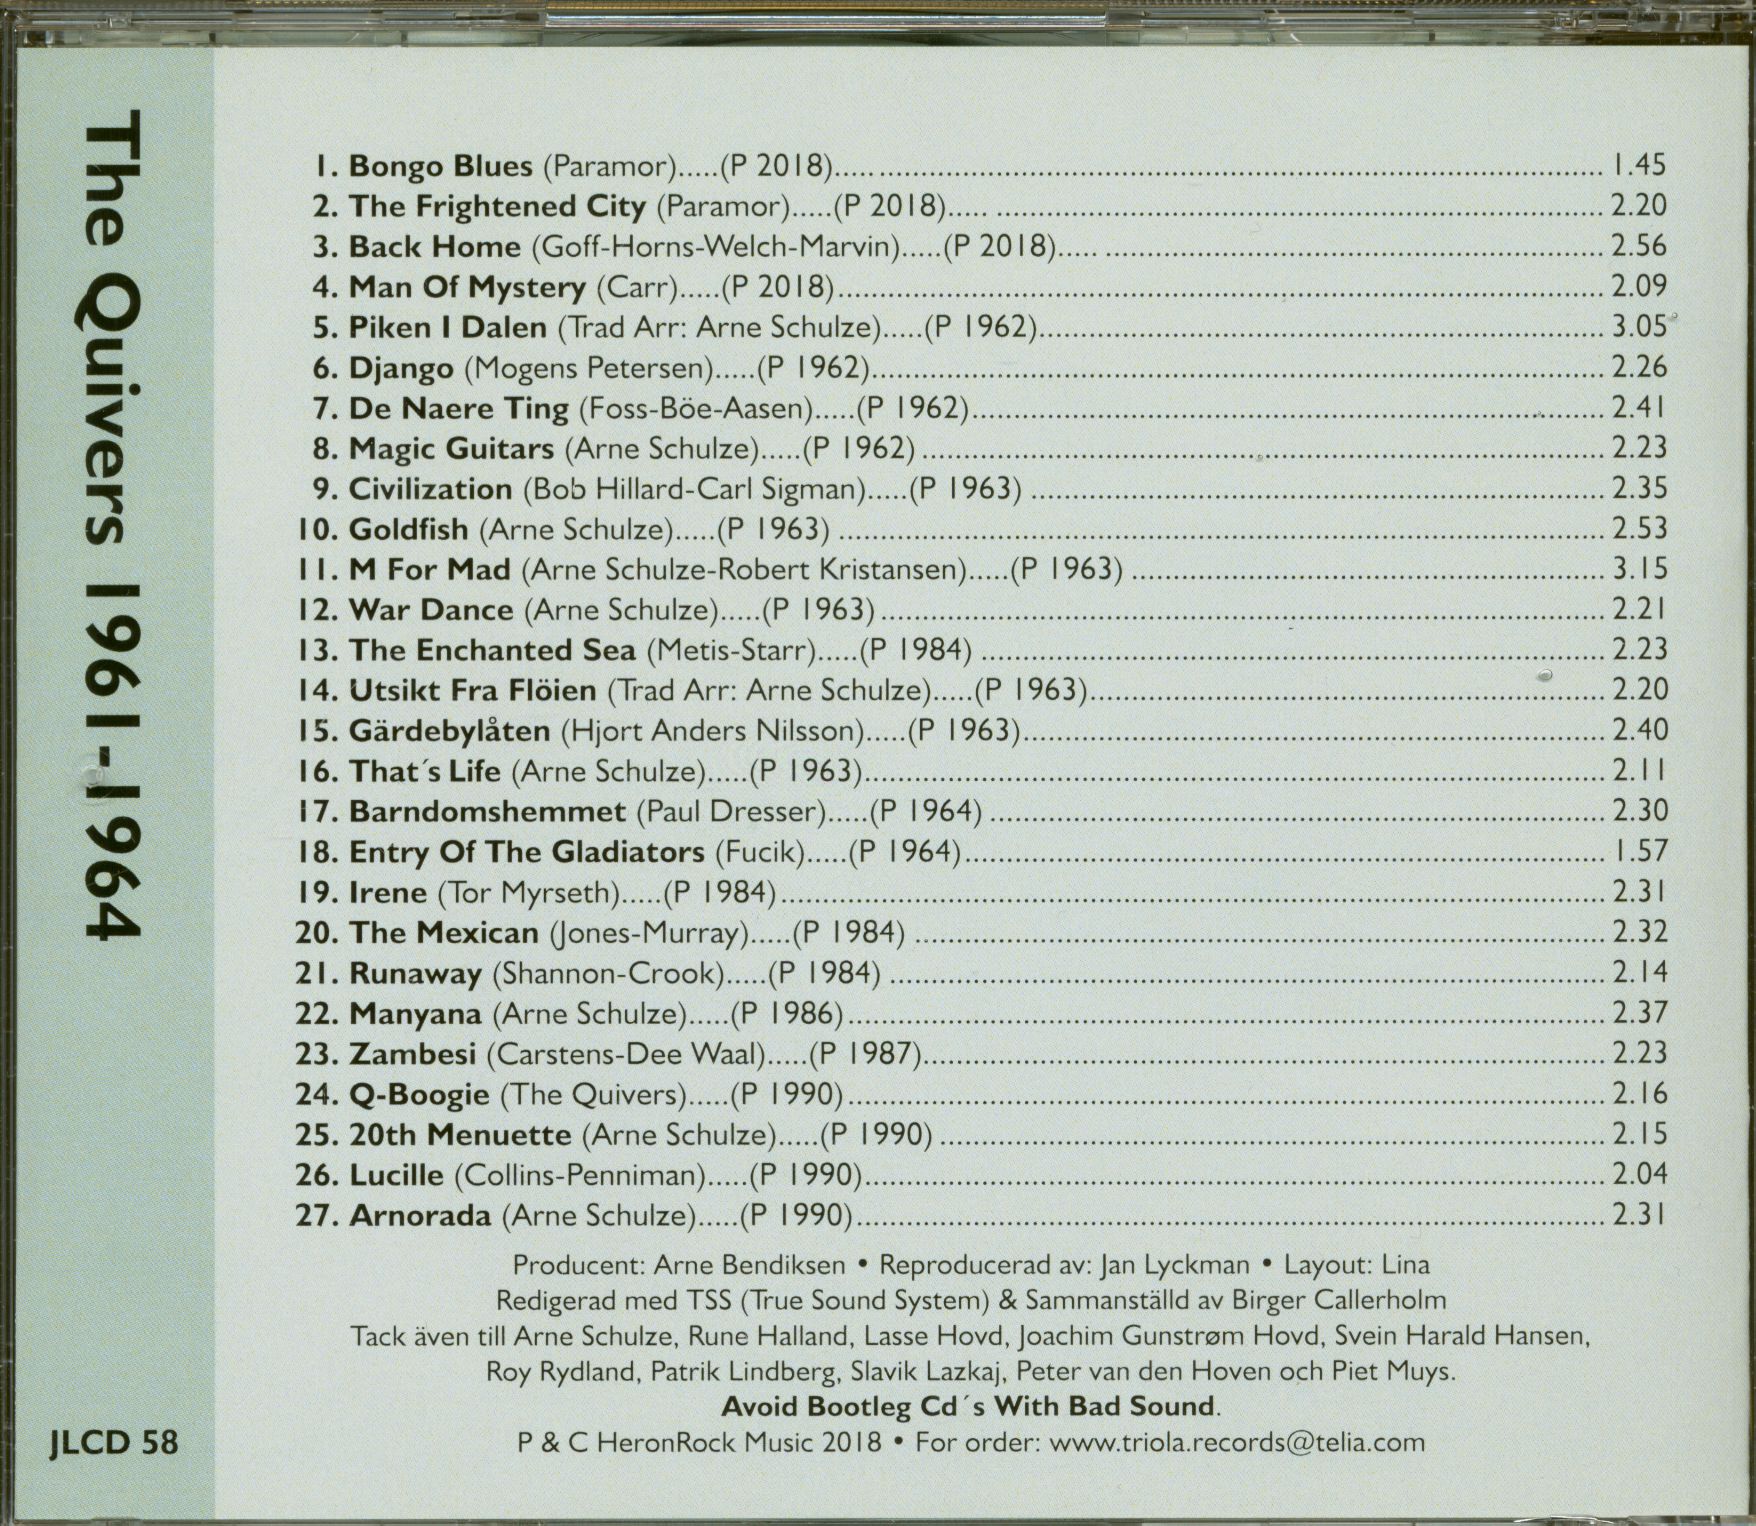 The Quivers 1961-1964
1. Bongo Blues (Paramor).....(P 2018)..... 1.45
2. The Frightened City (Paramor).....(P 2018)..... 2.20
3. Back Home (Goff-Horns-Welch-Marvin).....(P 2018)..... 2.56
4. Man Of Mystery (Carr).....(P 2018)..... 2.09
5. Piken I Dalen (Trad Arr: Arne Schulze).....(P 1962)..... 3.05
6. Django (Mogens Petersen).....(P 1962)..... 2.26
7. De Naere Ting (Foss-Böe-Aasen).....(P 1962)..... 2.41
8. Magic Guitars (Arne Schulze).....(P 1962)..... 2.23
9. Civilization (Bob Hillard-Carl Sigman).....(P 1963)..... 2.35
10. Goldfish (Arne Schulze).....(P 1963)..... 2.53
11. M For Mad (Arne Schulze-Robert Kristansen).....(P 1963)..... 3.15
12. War Dance (Arne Schulze).....(P 1963)..... 2.21
13. The Enchanted Sea (Metis-Starr).....(P 1984)..... 2.23
14. Utsikt Fra Flöien (Trad Arr: Arne Schulze).....(P 1963)..... 2.20
15. Gärdebylåten (Hjort Anders Nilsson).....(P 1963)..... 2.40
16. That´s Life (Arne Schulze).....(P 1963)..... 2.11
17. Barndomshemmet (Paul Dresser).....(P 1964)..... 2.30
18. Entry Of The Gladiators (Fucik).....(P 1964)..... 1.57
19. Irene (Tor Myrseth).....(P 1984)..... 2.31
20. The Mexican (Jones-Murray).....(P 1984)..... 2.32
21. Runaway (Shannon-Crook).....(P 1984)..... 2.14
22. Manyana (Arne Schulze).....(P 1986)..... 2.37
23. Zambesi (Carstens-Dee Waal).....(P 1987)..... 2.23
24. Q-Boogie (The Quivers).....(P 1990)..... 2.16
25. 20th Menuette (Arne Schulze).....(P 1990)..... 2.15
26. Lucille (Collins-Penniman).....(P 1990)..... 2.04
27. Arnorada (Arne Schulze).....(P 1990)..... 2.31
Producent: Arne Bendiksen • Reproducerad av: Jan Lyckman • Layout: Lina
Redigerad med TSS (True Sound System) & Sammanställd av Birger Callerholm
Tack även till Arne Schulze, Rune Halland, Lasse Hovd, Joachim Gunstrøm Hovd, Svein Harald Hansen,
Roy Rydland, Patrik Lindberg, Slavik Lazkaj, Peter van den Hoven och Piet Muys.
Avoid Bootleg Cd´s With Bad Sound.
P & C HeronRock Music 2018 • For order: www.triola.records@telia.com
JLCD 58